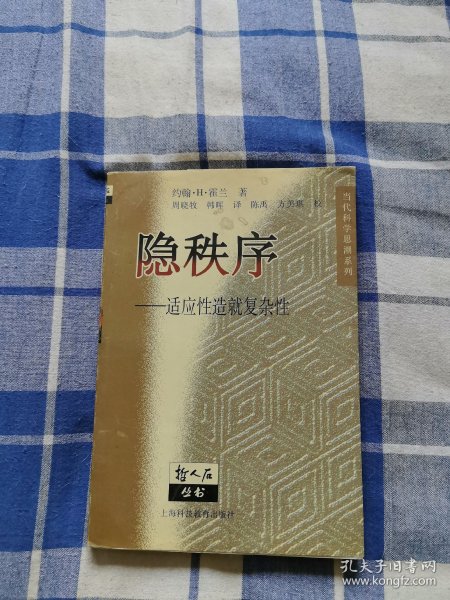 约翰·H·霍兰 著
周晓牧 韩晖 译 陈禹 方美琪 校
隐秩序
——适应性造就复杂性
当代科学思潮系列
哲人石
丛书
上海科技教育出版社
孔夫子旧书网
www.kongfz.com